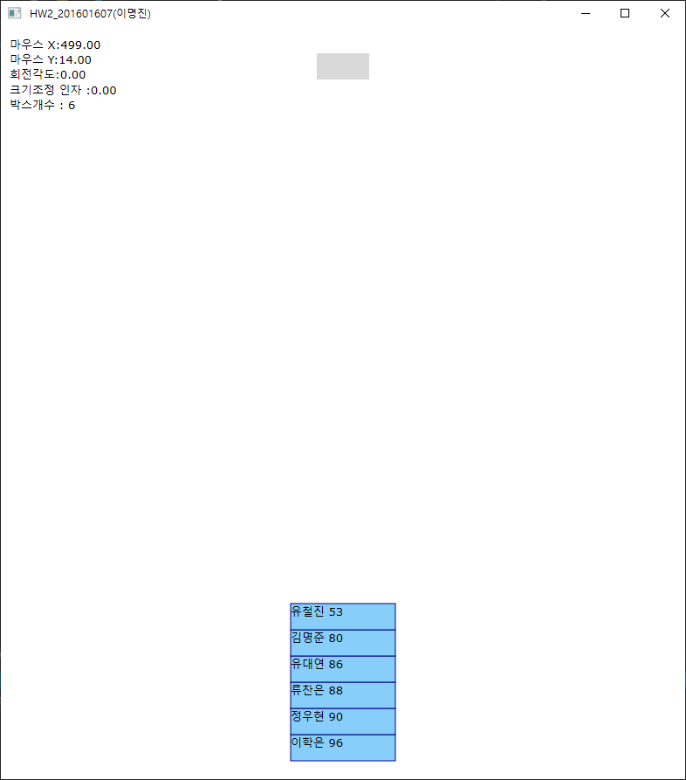 HW2_201601607(이명진)
마우스 X:499.00
마우스 Y:14.00
회전각도:0.00
크기조정 인자 :0.00
박스개수 : 6
유철진 53
김명준 80
유대연 86
류찬은 88
정우현 90
이학은 96